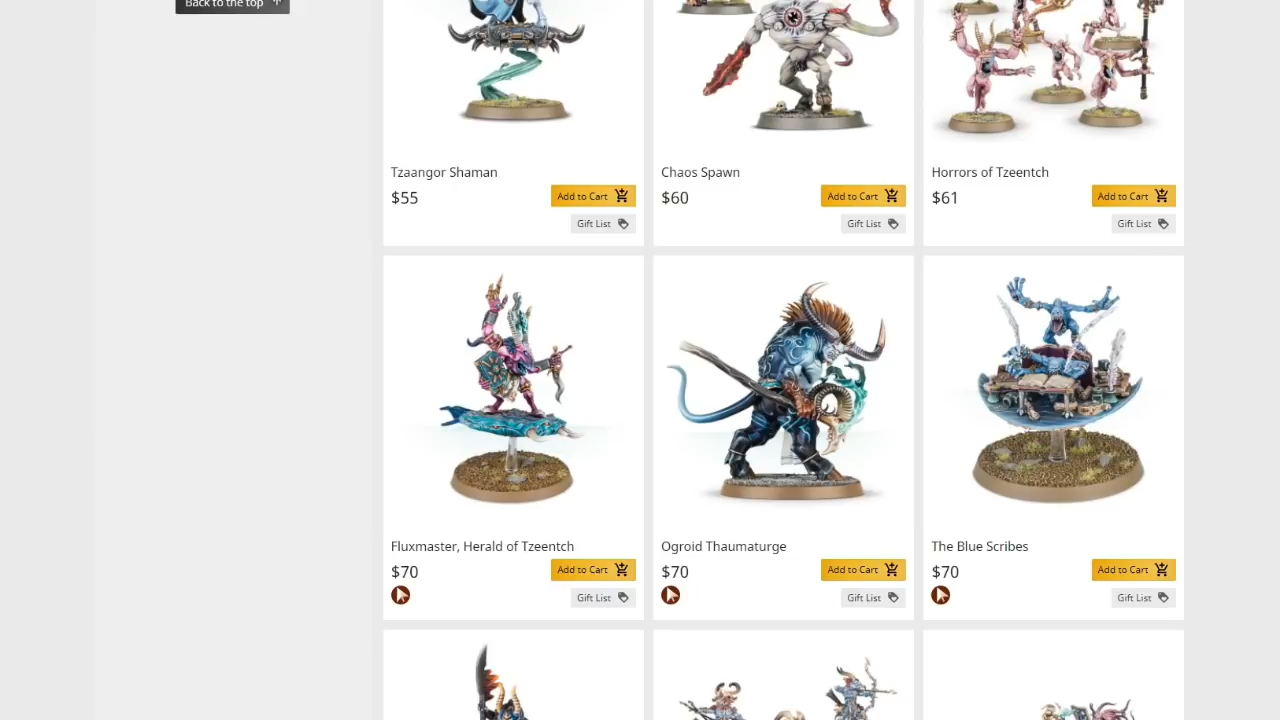 Back to the top
Tzaangor Shaman
$55
Add to Cart
Gift List
Chaos Spawn
$60
Add to Cart
Gift List
Horrors of Tzeentch
$61
Add to Cart
Gift List
Fluxmaster, Herald of Tzeentch
$70
Add to Cart
Gift List
Ogroid Thaumaturge
$70
Add to Cart
Gift List
The Blue Scribes
$70
Add to Cart
Gift List